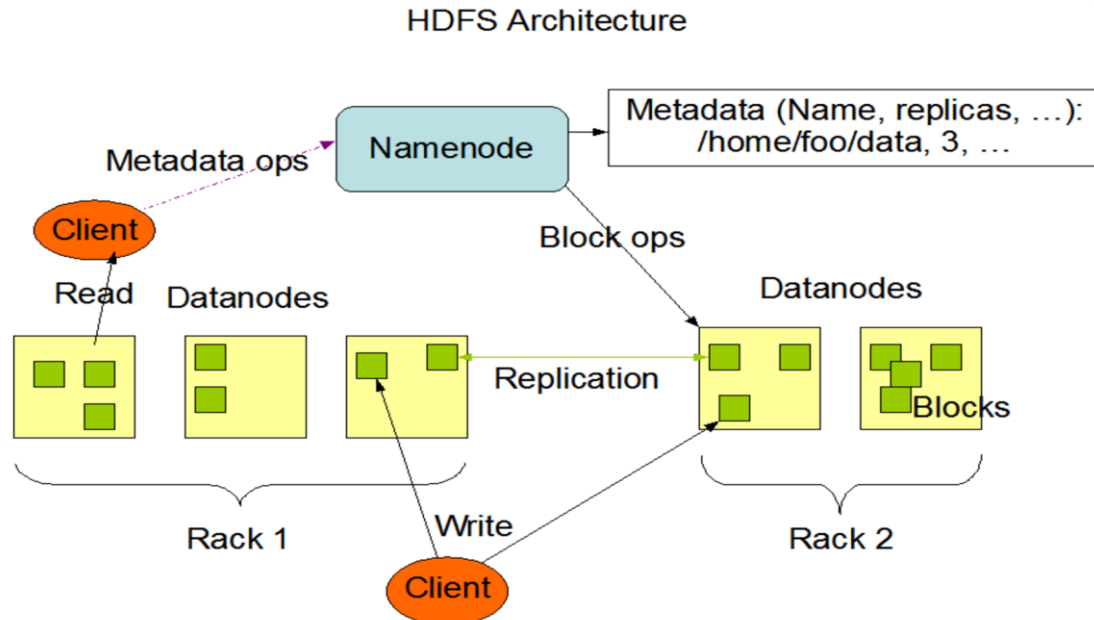 HDFS Architecture
Metadata (Name, replicas, …):
/home/foo/data, 3, …
Namenode
Metadata ops
Client
Block ops
Read
Datanodes
Datanodes
Replication
Blocks
Rack 1
Write
Rack 2
Client